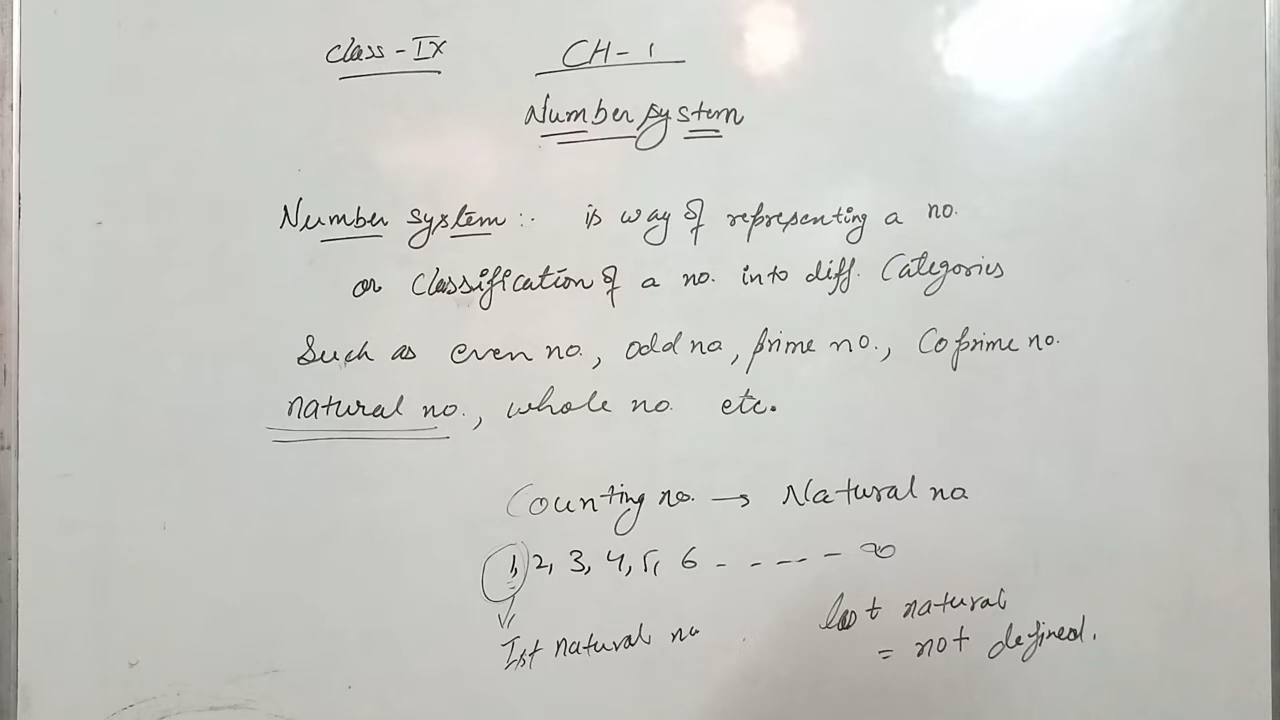 Class - IX
CH - 1
Number system
Number system :- is way of representing a no.
or Classification of a no. into diff. Categories
Such as even no., odd no, prime no., Coprime no.
natural no., whole no. etc.
Counting no. → Natural no
1, 2, 3, 4, 5, 6 - - - - - ∞
Ist natural no
last natural
= not defined.